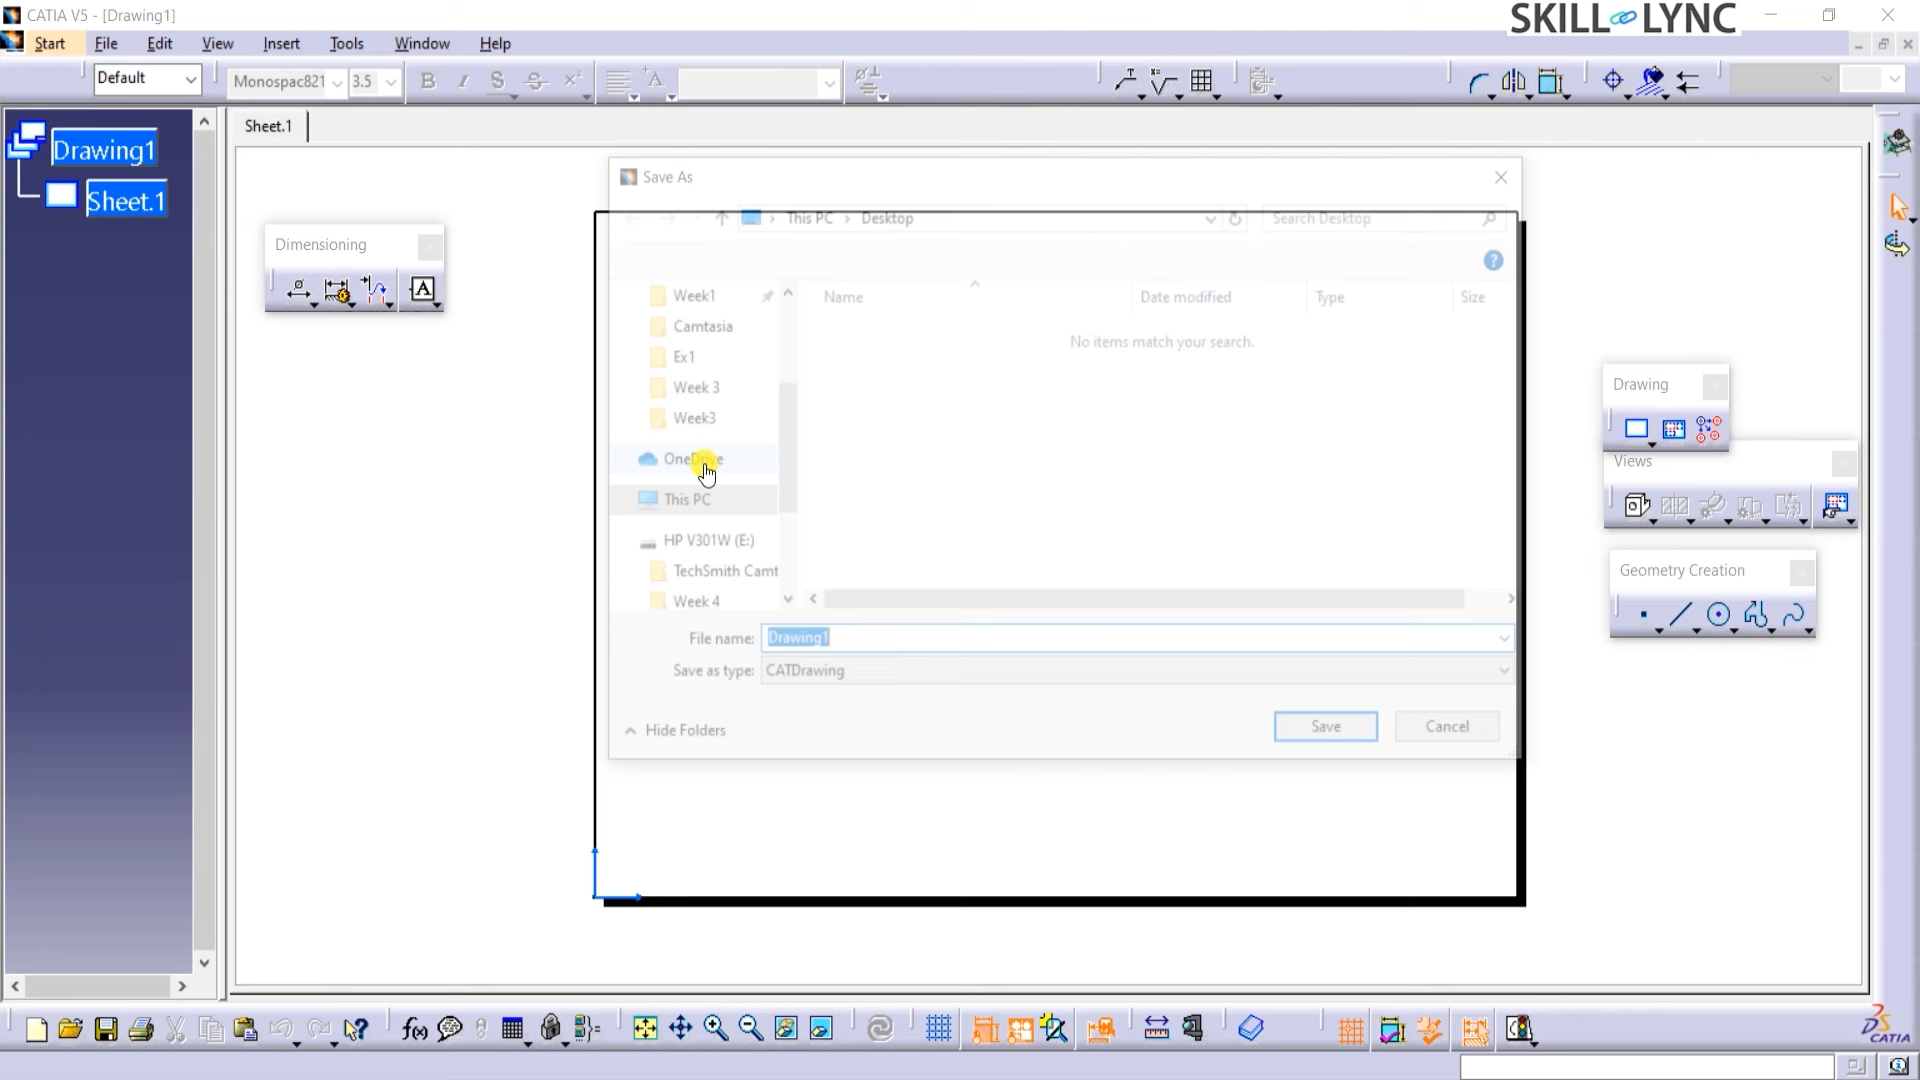 CATIA V5 - [Drawing1]
SKILL LYNC
Start File Edit View Insert Tools Window Help
Default
Monospac821 3.5
B I S S
Sheet.1
Drawing1
Sheet.1
Dimensioning
A
Save As
This PC > Desktop
Search Desktop
Name Date modified Type Size
No items match your search.
Week1
Camtasia
Ex1
Week 3
Week3
OneDrive
This PC
HP V301W (E:)
TechSmith Camt
Week 4
File name: Drawing1
Save as type: CATDrawing
Hide Folders
Save
Cancel
Drawing
Views
Geometry Creation
f(x)
CATIA